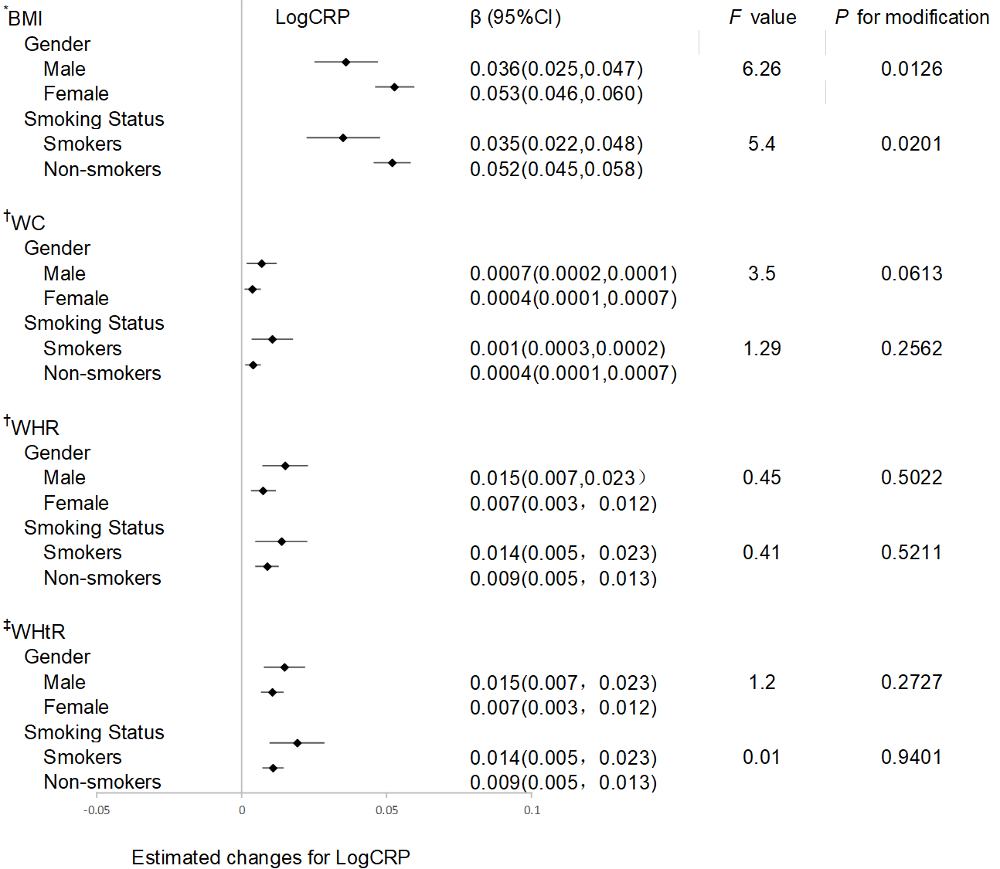 *BMI LogCRP β (95%CI) F value P for modification
Gender
Male 0.036(0.025,0.047) 6.26 0.0126
Female 0.053(0.046,0.060)
Smoking Status
Smokers 0.035(0.022,0.048) 5.4 0.0201
Non-smokers 0.052(0.045,0.058)
†WC
Gender
Male 0.0007(0.0002,0.0001) 3.5 0.0613
Female 0.0004(0.0001,0.0007)
Smoking Status
Smokers 0.001(0.0003,0.0002) 1.29 0.2562
Non-smokers 0.0004(0.0001,0.0007)
†WHR
Gender
Male 0.015(0.007,0.023） 0.45 0.5022
Female 0.007(0.003，0.012)
Smoking Status
Smokers 0.014(0.005，0.023) 0.41 0.5211
Non-smokers 0.009(0.005，0.013)
‡WHtR
Gender
Male 0.015(0.007，0.023) 1.2 0.2727
Female 0.007(0.003，0.012)
Smoking Status
Smokers 0.014(0.005，0.023) 0.01 0.9401
Non-smokers 0.009(0.005，0.013)
-0.05 0 0.05 0.1
Estimated changes for LogCRP